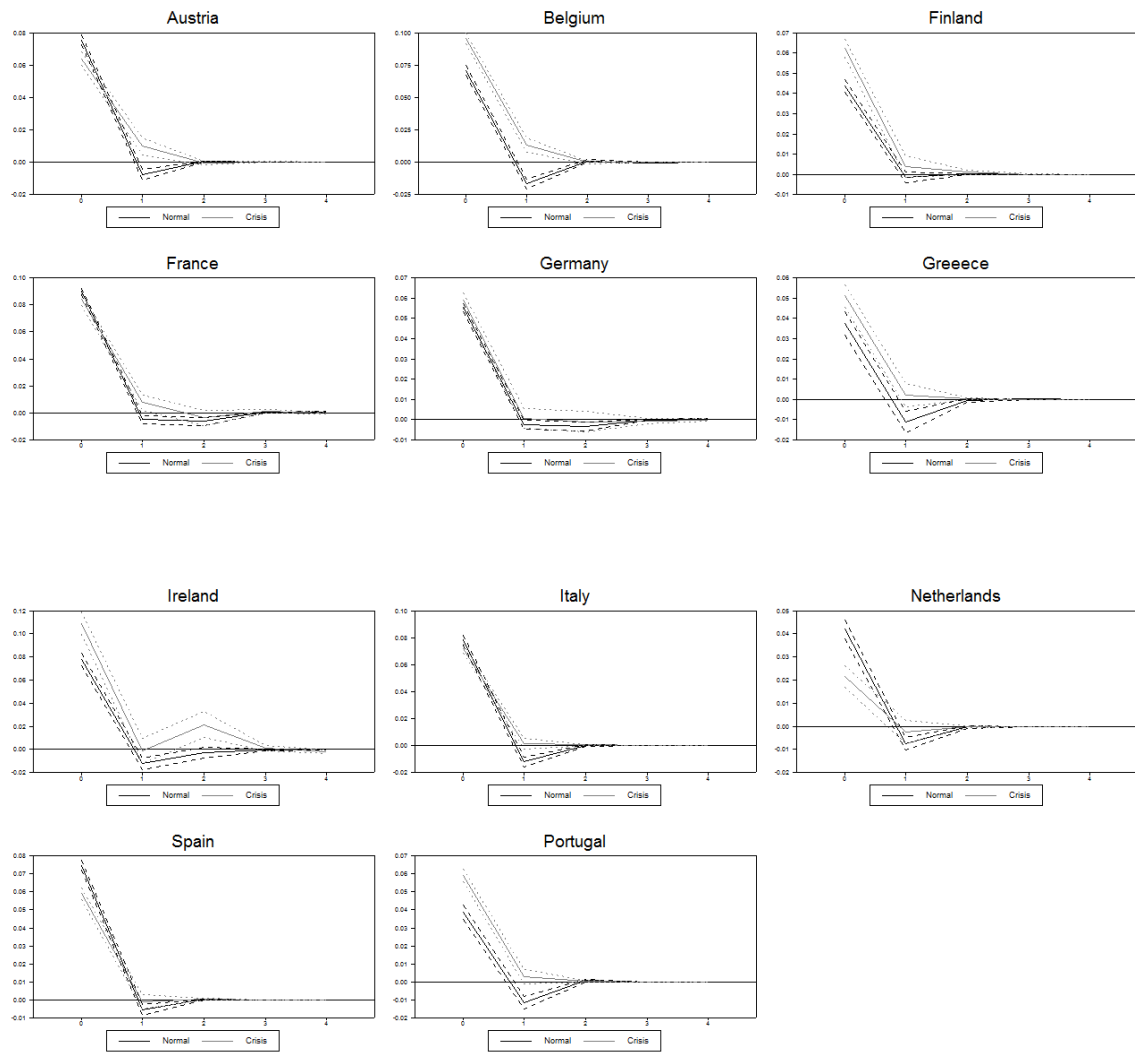 Austria
0.08
0.06
0.04
0.02
0.00
-0.02
0 1 2 3 4
Normal Crisis
Belgium
0.100
0.075
0.050
0.025
0.000
-0.025
0 1 2 3 4
Normal Crisis
Finland
0.07
0.06
0.05
0.04
0.03
0.02
0.01
0.00
-0.01
0 1 2 3 4
Normal Crisis
France
0.10
0.08
0.06
0.04
0.02
0.00
-0.02
0 1 2 3 4
Normal Crisis
Germany
0.07
0.06
0.05
0.04
0.03
0.02
0.01
0.00
-0.01
0 1 2 3 4
Normal Crisis
Greeece
0.06
0.05
0.04
0.03
0.02
0.01
0.00
-0.01
-0.02
0 1 2 3 4
Normal Crisis
Ireland
0.12
0.10
0.08
0.06
0.04
0.02
0.00
-0.02
0 1 2 3 4
Normal Crisis
Italy
0.10
0.08
0.06
0.04
0.02
0.00
-0.02
0 1 2 3 4
Normal Crisis
Netherlands
0.05
0.04
0.03
0.02
0.01
0.00
-0.01
-0.02
0 1 2 3 4
Normal Crisis
Spain
0.08
0.07
0.06
0.05
0.04
0.03
0.02
0.01
0.00
-0.01
0 1 2 3 4
Normal Crisis
Portugal
0.07
0.06
0.05
0.04
0.03
0.02
0.01
0.00
-0.01
-0.02
0 1 2 3 4
Normal Crisis